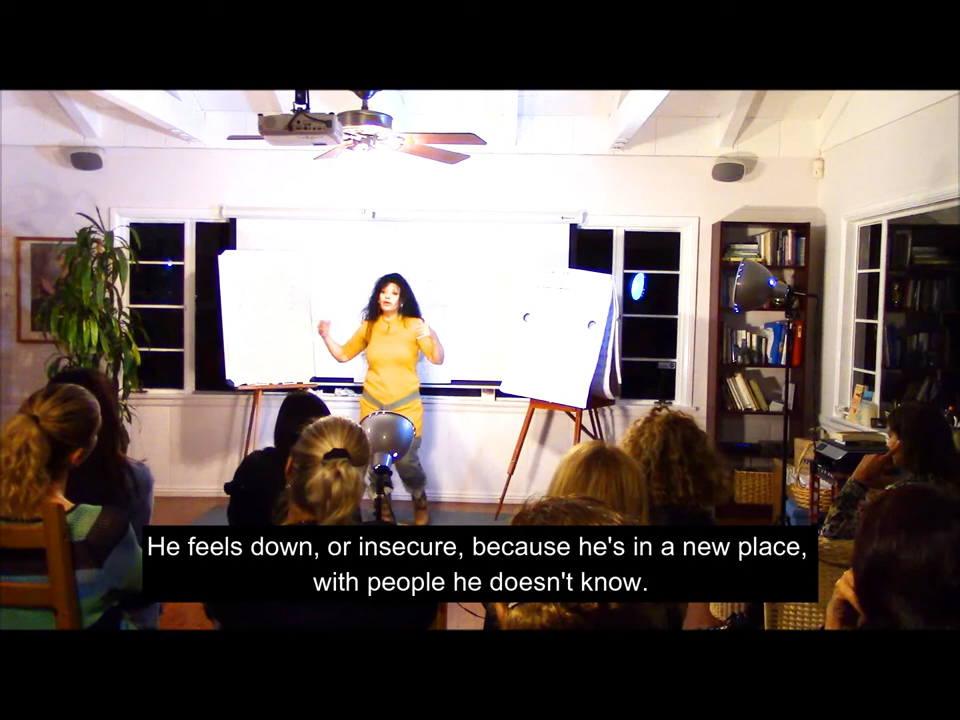 He feels down, or insecure, because he's in a new place,
with people he doesn't know.